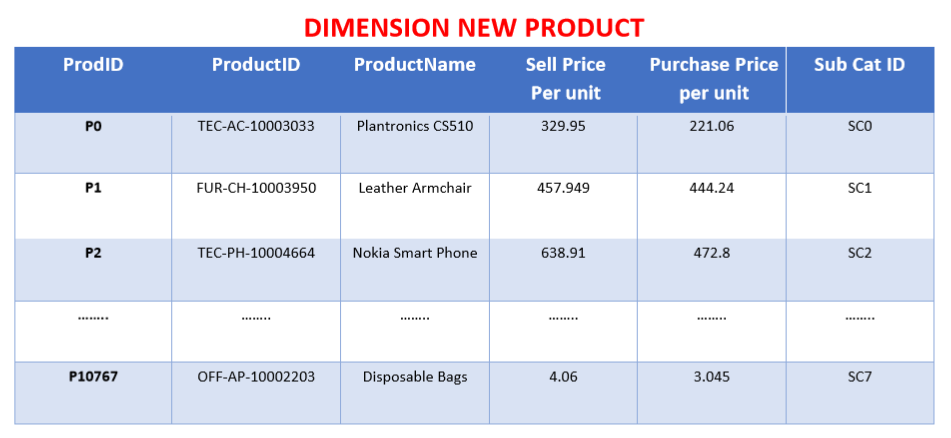 DIMENSION NEW PRODUCT
ProdID ProductID ProductName Sell Price Per unit Purchase Price per unit Sub Cat ID
P0 TEC-AC-10003033 Plantronics CS510 329.95 221.06 SC0
P1 FUR-CH-10003950 Leather Armchair 457.949 444.24 SC1
P2 TEC-PH-10004664 Nokia Smart Phone 638.91 472.8 SC2
........ ........ ........ ........ ........ ........
P10767 OFF-AP-10002203 Disposable Bags 4.06 3.045 SC7